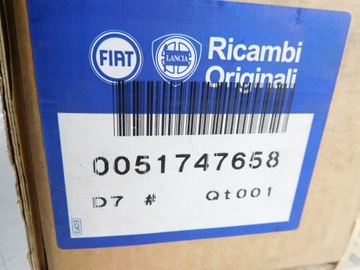 FIAT LANCIA Ricambi
Originali
0051747658
D7 # Qt001